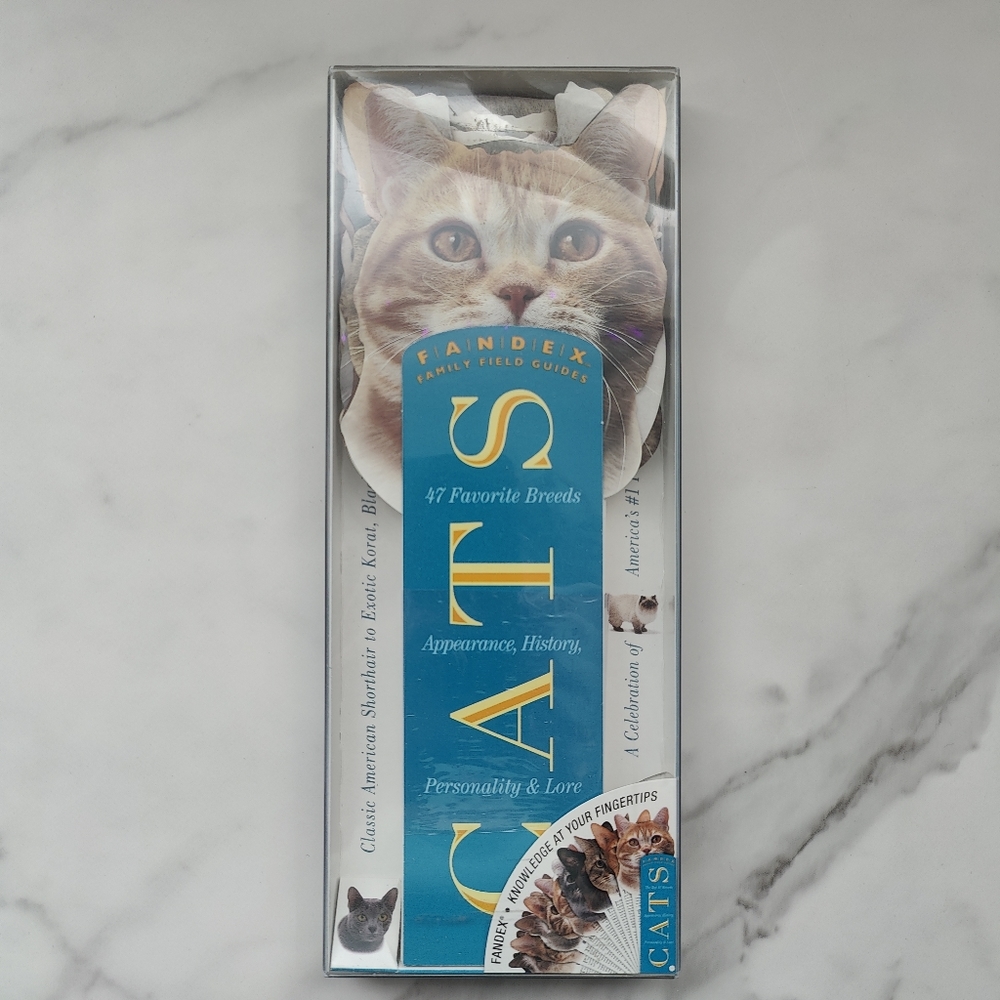 FANDEX
FAMILY FIELD GUIDES
CATS
47 Favorite Breeds
Appearance, History,
Personality & Lore
Classic American Shorthair to Exotic Korat,
A Celebration of
America's #1
FANDEX® • KNOWLEDGE AT YOUR FINGERTIPS
CATS